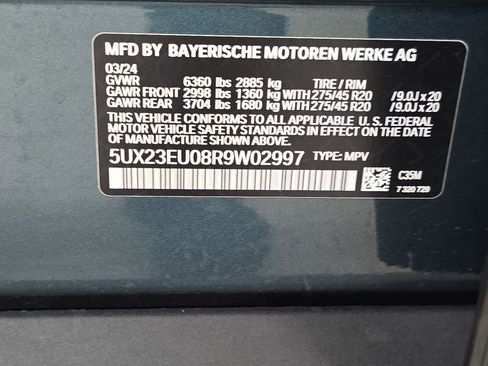 MFD BY BAYERISCHE MOTOREN WERKE AG
03/24
GVWR 6360 lbs 2885 kg TIRE / RIM
GAWR FRONT 2998 lbs 1360 kg WITH 275/45 R20 /9.0J x 20
GAWR REAR 3704 lbs 1680 kg WITH 275/45 R20 /9.0J x 20
THIS VEHICLE CONFORMS TO ALL APPLICABLE U. S. FEDERAL
MOTOR VEHICLE SAFETY STANDARDS IN EFFECT ON THE
DATE OF MANUFACTURE SHOWN ABOVE.
5UX23EU08R9W02997 TYPE: MPV
C35M
7 320 729